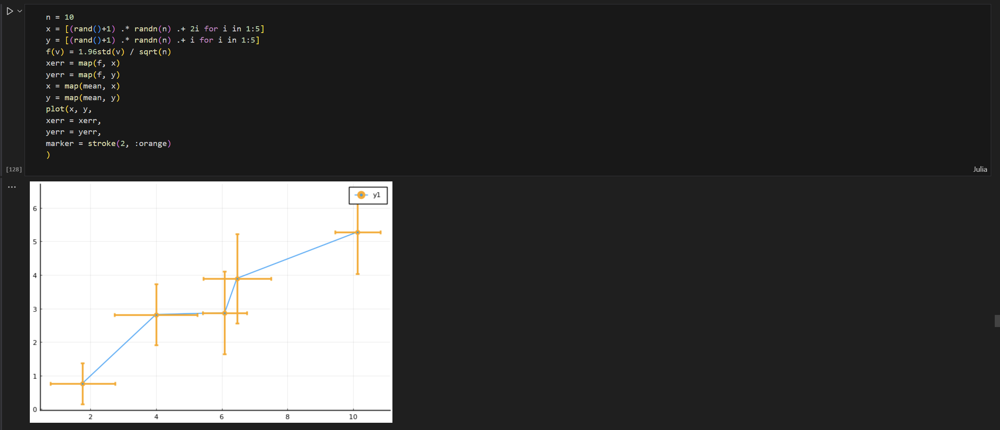 n = 10
x = [(rand()+1) .* randn(n) .+ 2i for i in 1:5]
y = [(rand()+1) .* randn(n) .+ i for i in 1:5]
f(v) = 1.96std(v) / sqrt(n)
xerr = map(f, x)
yerr = map(f, y)
x = map(mean, x)
y = map(mean, y)
plot(x, y,
xerr = xerr,
yerr = yerr,
marker = stroke(2, :orange)
)
[128]
Julia
...
y1
6
5
4
3
2
1
0
2 4 6 8 10